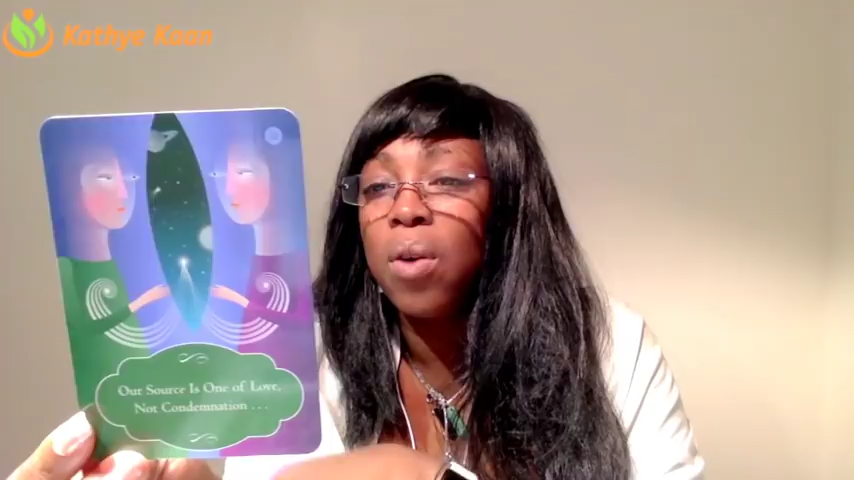 Kathye Kaan
Our Source Is One of Love,
Not Condemnation . . .